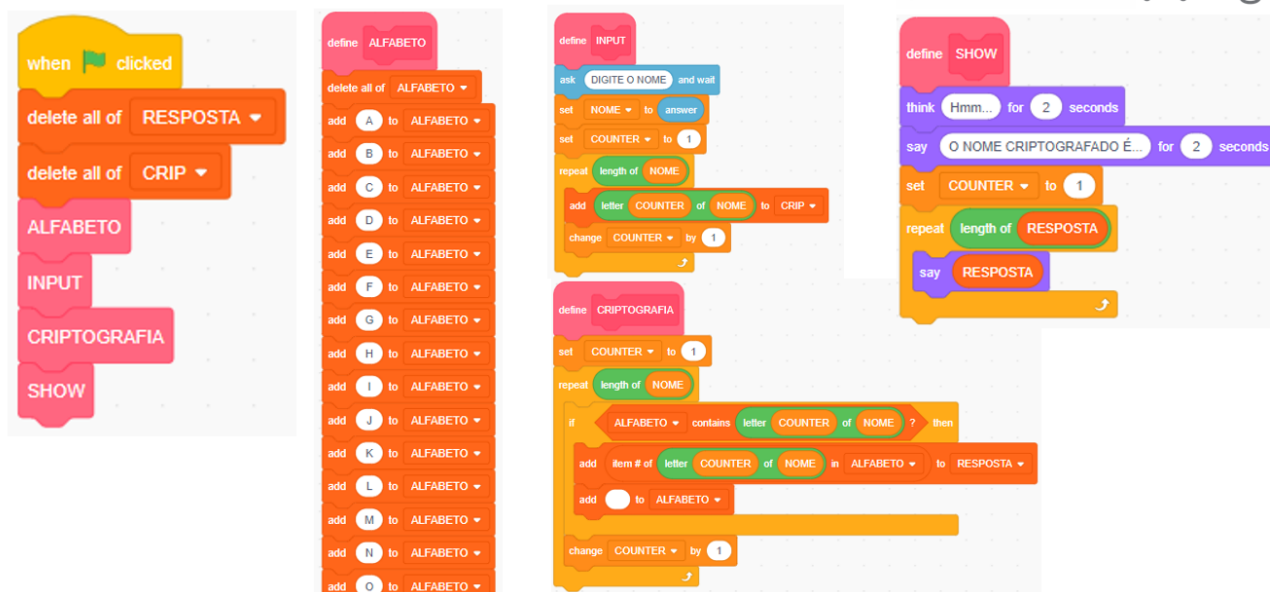 when clicked
delete all of RESPOSTA
delete all of CRIP
ALFABETO
INPUT
CRIPTOGRAFIA
SHOW
define ALFABETO
delete all of ALFABETO
add A to ALFABETO
add B to ALFABETO
add C to ALFABETO
add D to ALFABETO
add E to ALFABETO
add F to ALFABETO
add G to ALFABETO
add H to ALFABETO
add I to ALFABETO
add J to ALFABETO
add K to ALFABETO
add L to ALFABETO
add M to ALFABETO
add N to ALFABETO
add O to ALFABETO
define INPUT
ask DIGITE O NOME and wait
set NOME to answer
set COUNTER to 1
repeat length of NOME
add letter COUNTER of NOME to CRIP
change COUNTER by 1
define CRIPTOGRAFIA
set COUNTER to 1
repeat length of NOME
if ALFABETO contains letter COUNTER of NOME ? then
add item # of letter COUNTER of NOME in ALFABETO to RESPOSTA
add to ALFABETO
change COUNTER by 1
define SHOW
think Hmm... for 2 seconds
say O NOME CRIPTOGRAFADO É... for 2 seconds
set COUNTER to 1
repeat length of RESPOSTA
say RESPOSTA